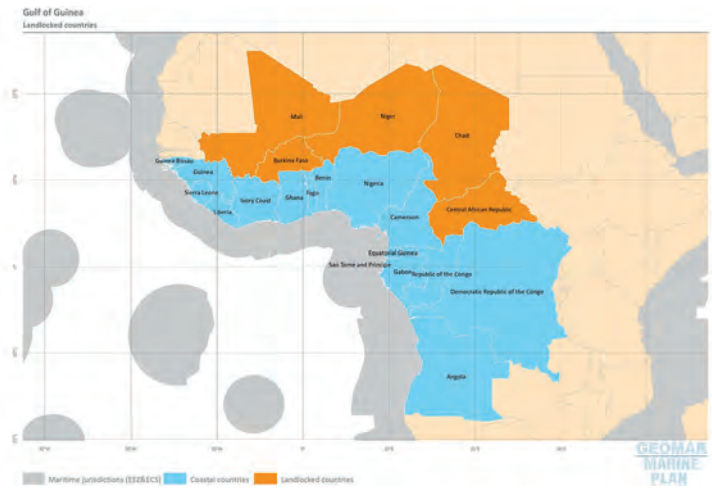 Gulf of Guinea
Landlocked countries
Mali
Niger
Chad
Guinea Bissau
Burkina Faso
Guinea
Benin
Nigeria
Sierra Leone
Ivory Coast
Ghana
Togo
Central African Republic
Liberia
Cameroon
Equatorial Guinea
Sao Tome and Principe
Gabon
Republic of the Congo
Democratic Republic of the Congo
Angola
GEOMAR
MARINE
PLAN
Maritime jurisdictions (EEZ&ECS)
Coastal countries
Landlocked countries